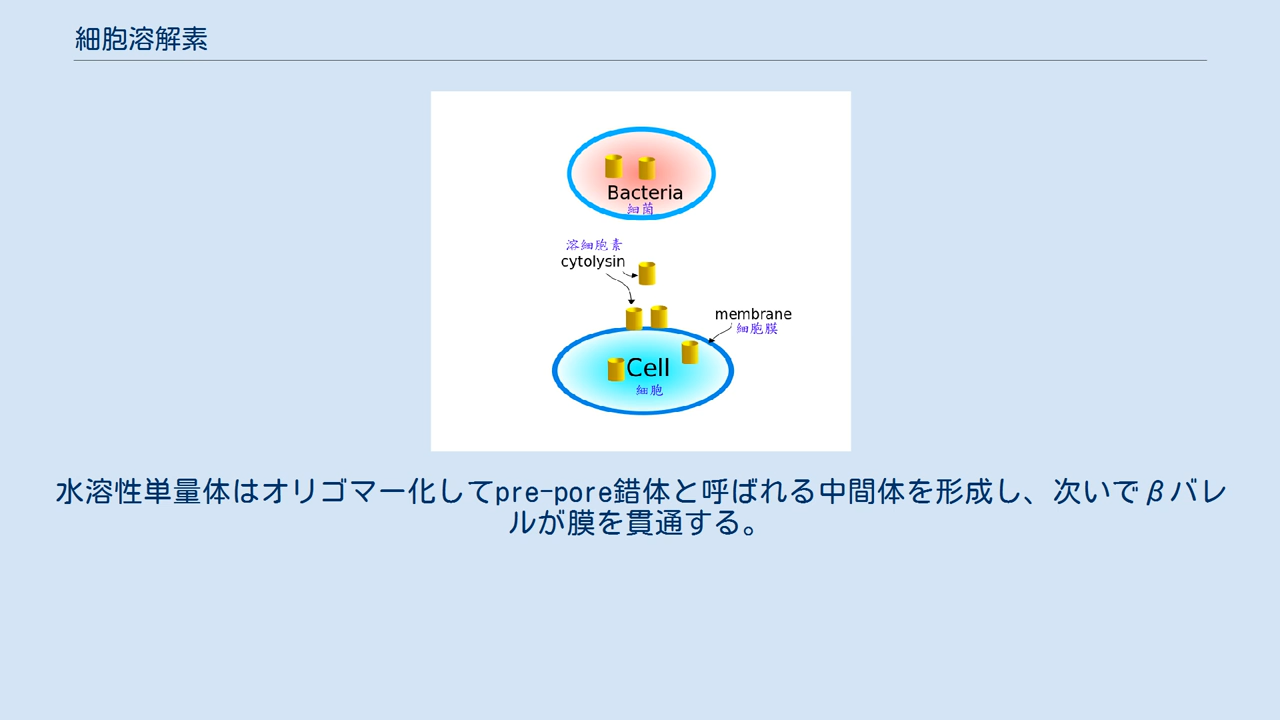 細胞溶解素
Bacteria
細菌
溶細胞素
cytolysin
membrane
細胞膜
Cell
細胞
水溶性単量体はオリゴマー化してpre-pore錯体と呼ばれる中間体を形成し、次いでβバレ
ルが膜を貫通する。